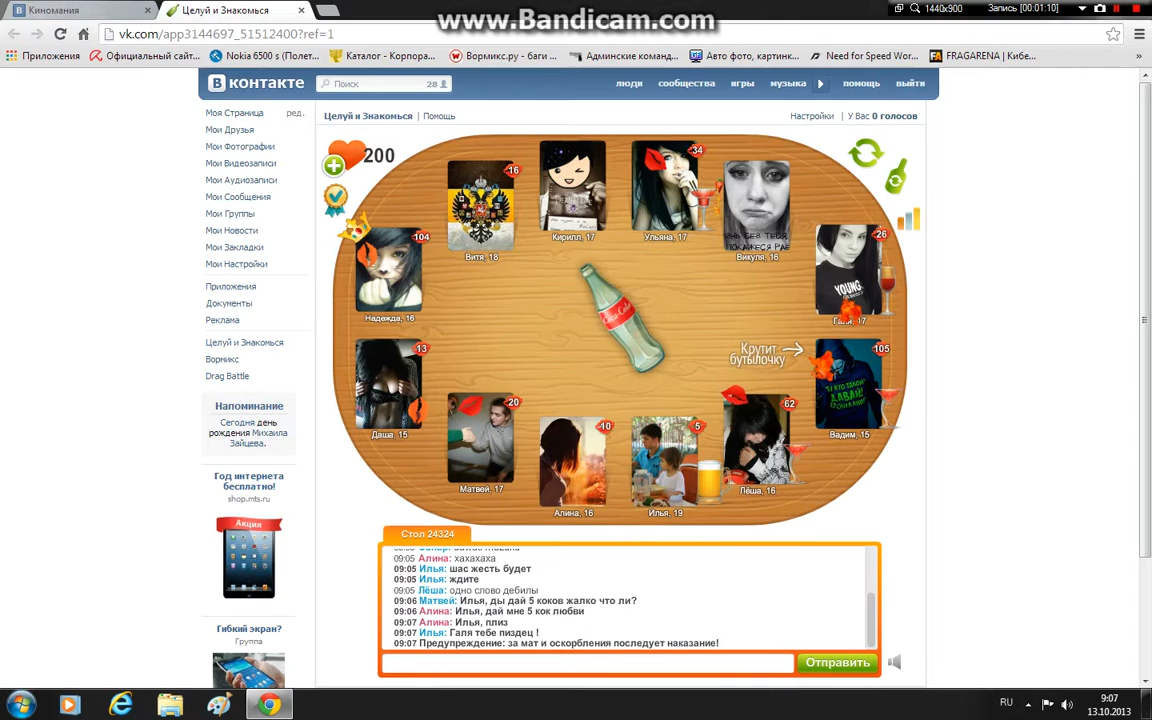 Киномания
Целуй и Знакомься
www.Bandicam.com
1440x900
Запись [00:01:10]
vk.com/app3144697_51512400?ref=1
Приложения
Официальный сайт...
Nokia 6500 s (Полет...
Каталог - Корпора...
Вормикс.ру – баги ...
Админские команд...
Авто фото, картинк...
Need for Speed Wor...
FRAGARENA | Кибе...
»
В контакте
Поиск
28
люди
сообщества
игры
музыка
помощь
выйти
Моя Страница
ред.
Мои Друзья
Мои Фотографии
Мои Видеозаписи
Мои Аудиозаписи
Мои Сообщения
Мои Группы
Мои Новости
Мои Закладки
Мои Настройки
Приложения
Документы
Реклама
Целуй и Знакомься
Вормикс
Drag Battle
Напоминание
Сегодня день
рождения Михаила
Зайцева.
Год интернета
бесплатно!
shop.mts.ru
Акция
Гибкий экран?
Группа
Целуй и Знакомься | Помощь
Настройки | У Вас 0 голосов
200
16
Витя, 18
Кирилл, 17
34
Ульяна, 17
Викуля, 16
26
YOUNG
Галя, 17
104
Надежда, 16
13
Даша, 15
Coca-Cola
Крутит
бутылочку
105
ДАВАЙ
Вадим, 15
20
Матвей, 17
10
Алина, 16
5
Илья, 19
62
Лёша, 16
Стол 24324
Алина: хахахаха
09:05 Илья: шас жесть будет
09:05 Илья: ждите
09:05 Лёша: одно слово дебилы
09:06 Матвей: Илья, ды дай 5 коков жалко что ли?
09:06 Алина: Илья, дай мне 5 кок любви
09:07 Алина: Илья, плиз
09:07 Илья: Галя тебе пиздец !
09:07 Предупреждение: за мат и оскорбления последует наказание!
Отправить
RU
9:07
13.10.2013